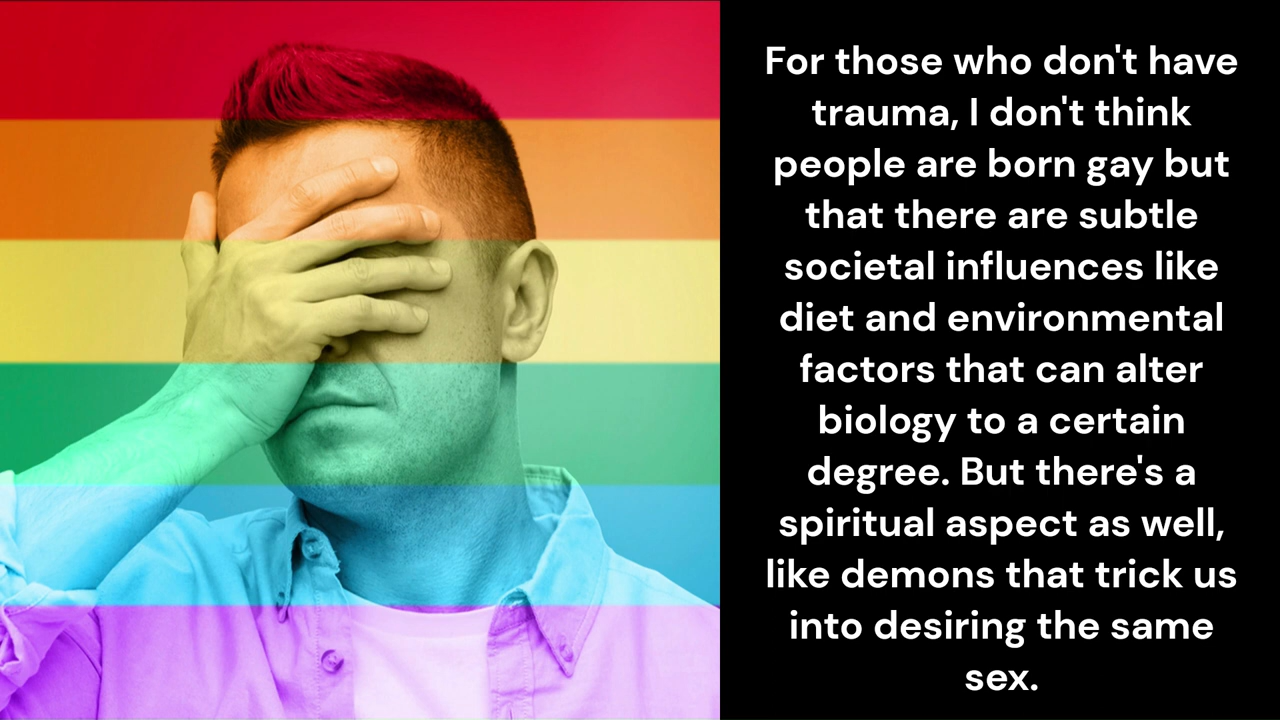 For those who don't have
trauma, I don't think
people are born gay but
that there are subtle
societal influences like
diet and environmental
factors that can alter
biology to a certain
degree. But there's a
spiritual aspect as well,
like demons that trick us
into desiring the same
sex.